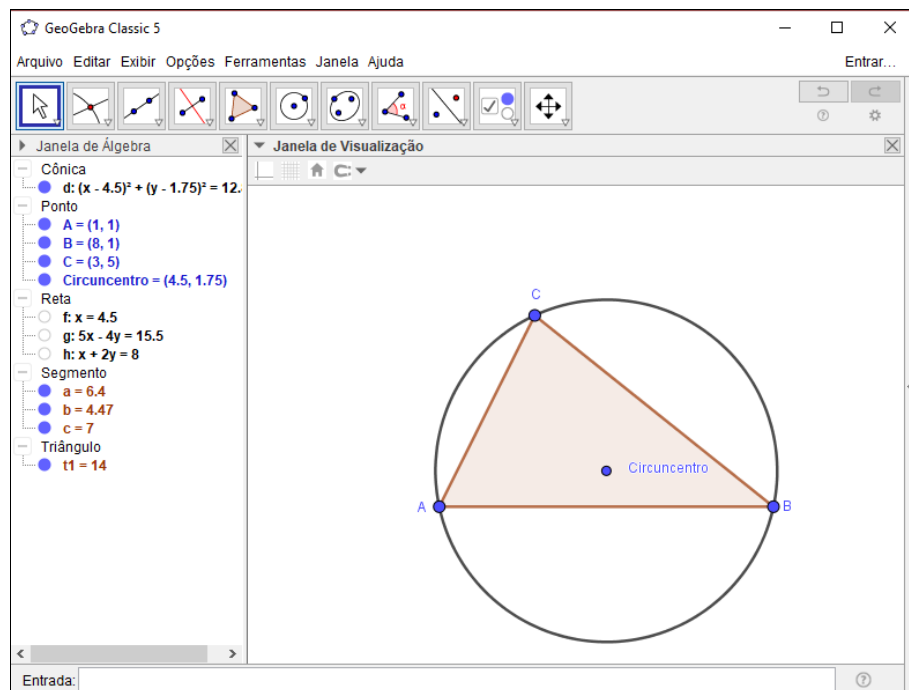 GeoGebra Classic 5
Arquivo Editar Exibir Opções Ferramentas Janela Ajuda Entrar...
Janela de Álgebra
Cônica
d: (x - 4.5)² + (y - 1.75)² = 12.
Ponto
A = (1, 1)
B = (8, 1)
C = (3, 5)
Circuncentro = (4.5, 1.75)
Reta
f: x = 4.5
g: 5x - 4y = 15.5
h: x + 2y = 8
Segmento
a = 6.4
b = 4.47
c = 7
Triângulo
t1 = 14
Janela de Visualização
C
Circuncentro
A
B
Entrada: